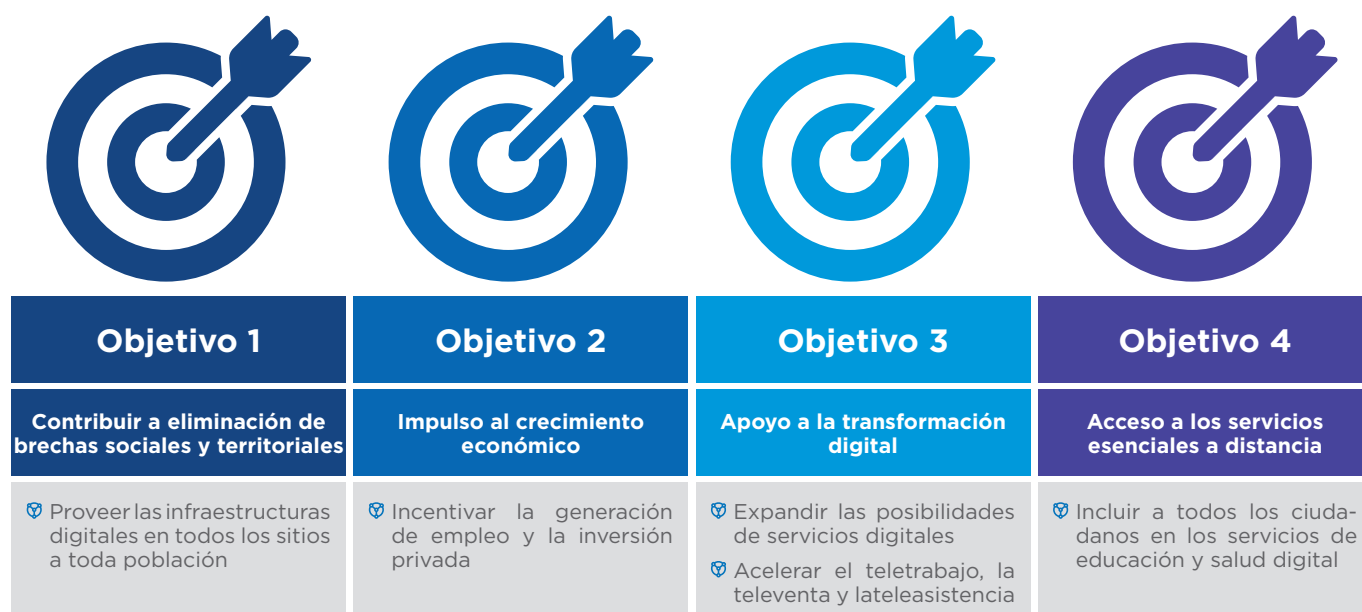 Objetivo 1
Contribuir a eliminación de
brechas sociales y territoriales
Proveer las infraestructuras
digitales en todos los sitios
a toda población
Objetivo 2
Impulso al crecimiento
económico
Incentivar la generación
de empleo y la inversión
privada
Objetivo 3
Apoyo a la transformación
digital
Expandir las posibilidades
de servicios digitales
Acelerar el teletrabajo, la
televenta y lateleasistencia
Objetivo 4
Acceso a los servicios
esenciales a distancia
Incluir a todos los ciuda-
danos en los servicios de
educación y salud digital